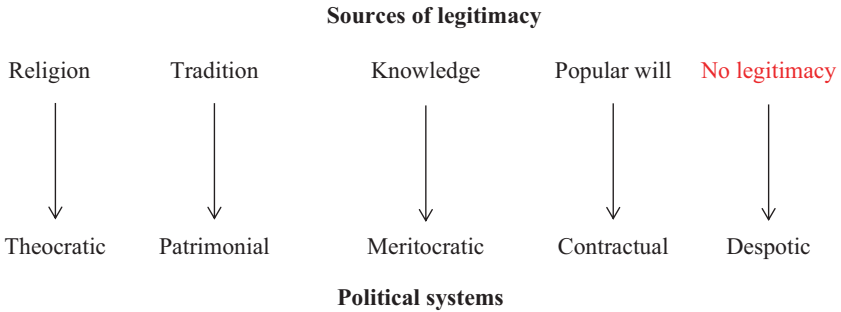 Sources of legitimacy
Religion Tradition Knowledge Popular will No legitimacy
Theocratic Patrimonial Meritocratic Contractual Despotic
Political systems